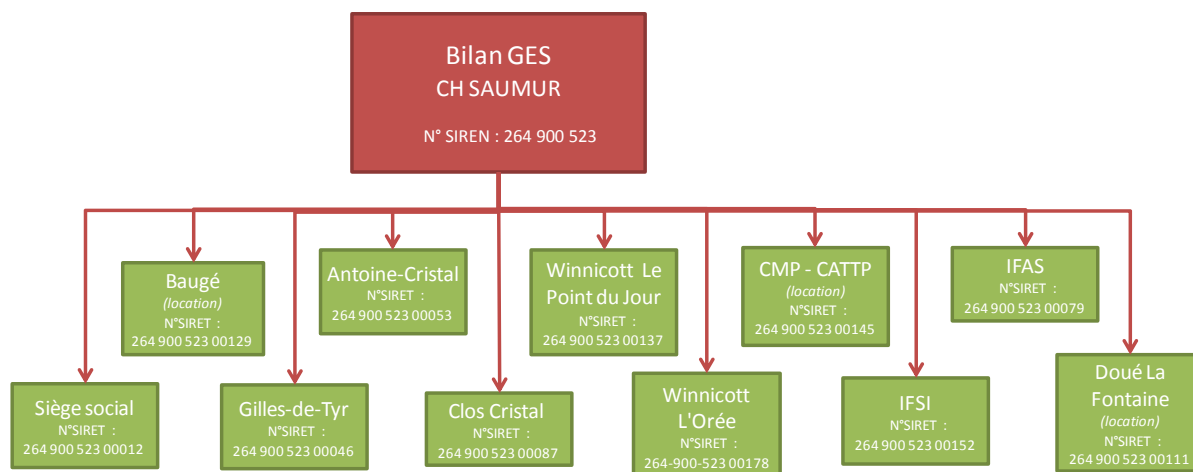 Bilan GES
CH SAUMUR
N° SIREN : 264 900 523
Baugé
(location)
N°SIRET :
264 900 523 00129
Antoine-Cristal
N°SIRET :
264 900 523 00053
Winnicott Le
Point du Jour
N°SIRET :
264 900 523 00137
CMP - CATTP
(location)
N°SIRET :
264 900 523 00145
IFAS
N°SIRET :
264 900 523 00079
Siège social
N°SIRET :
264 900 523 00012
Gilles-de-Tyr
N°SIRET :
264 900 523 00046
Clos Cristal
N°SIRET :
264 900 523 00087
Winnicott
L'Orée
N°SIRET :
264-900-523 00178
IFSI
N°SIRET :
264 900 523 00152
Doué La
Fontaine
(location)
N°SIRET :
264 900 523 00111